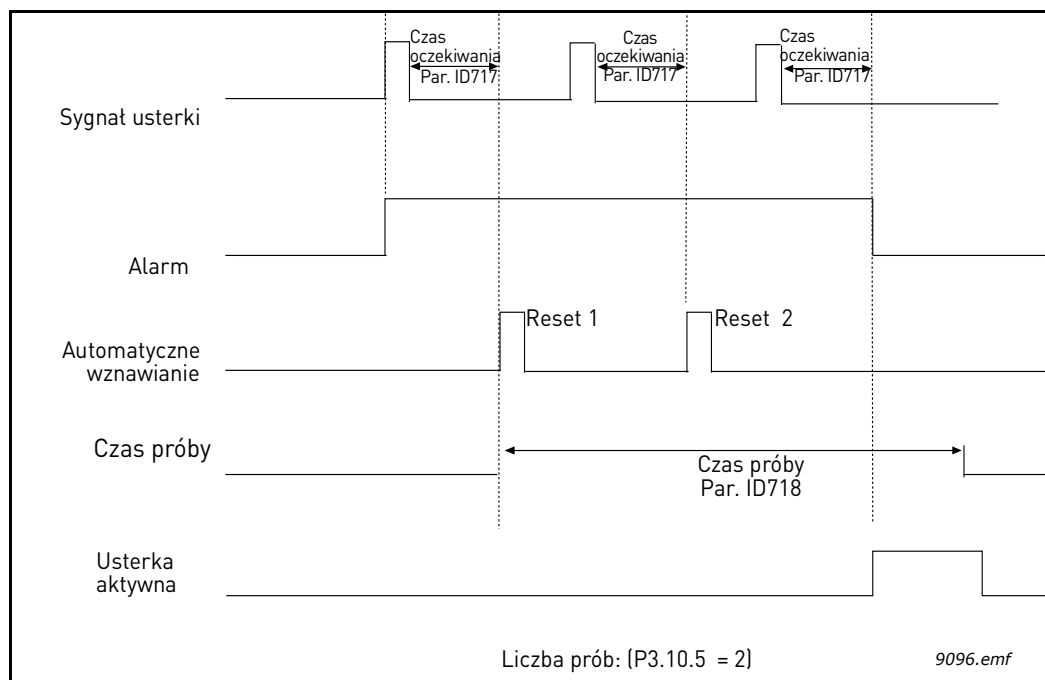 Czas
oczekiwania
Par. ID717
Czas
oczekiwania
Par. ID717
Czas
oczekiwania
Par. ID717
Sygnał usterki
Alarm
Reset 1
Reset 2
Automatyczne
wznawianie
Czas próby
Czas próby
Par. ID718
Usterka
aktywna
Liczba prób: (P3.10.5 = 2)
9096.emf